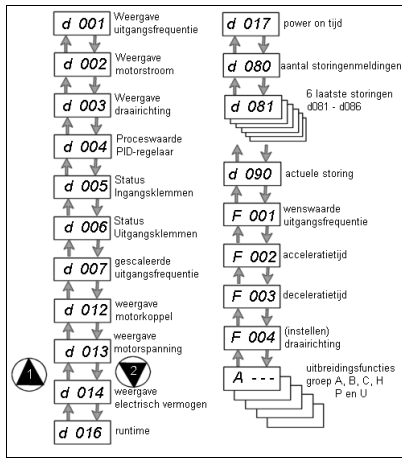 d 001
Weergave
uitgangsfrequentie
d 002
Weergave
motorstroom
d 003
Weergave
draairichting
d 004
Proceswaarde
PID-regelaar
d 005
Status
Ingangsklemmen
d 006
Status
Uitgangsklemmen
d 007
gescaleerde
uitgangsfrequentie
d 012
weergave
motorkoppel
d 013
weergave
motorspanning
1
2
d 014
weergave
electrisch vermogen
d 016
runtime
d 017
power on tijd
d 080
aantal storingenmeldingen
d 081
6 laatste storingen
d081 - d086
d 090
actuele storing
F 001
wenswaarde
uitgangsfrequentie
F 002
acceleratietijd
F 003
deceleratietijd
F 004
(instellen)
draairichting
A ---
uitbreidingsfuncties
groep A, B, C, H
P en U